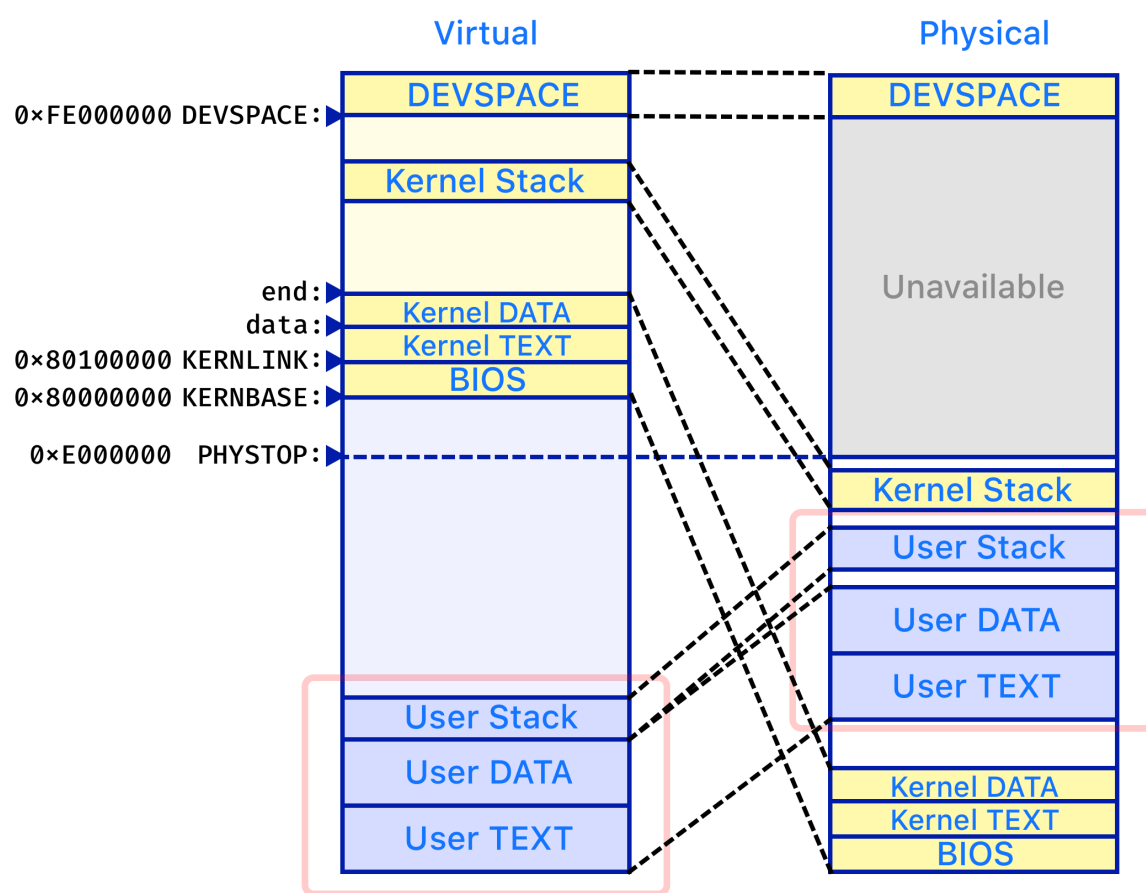 Virtual
Physical
DEVSPACE
DEVSPACE
0×FE000000 DEVSPACE:
Kernel Stack
Unavailable
end:
Kernel DATA
data:
Kernel TEXT
0×80100000 KERNLINK:
BIOS
0×80000000 KERNBASE:
0×E000000 PHYSTOP:
Kernel Stack
User Stack
User DATA
User TEXT
User Stack
User DATA
User TEXT
Kernel DATA
Kernel TEXT
BIOS